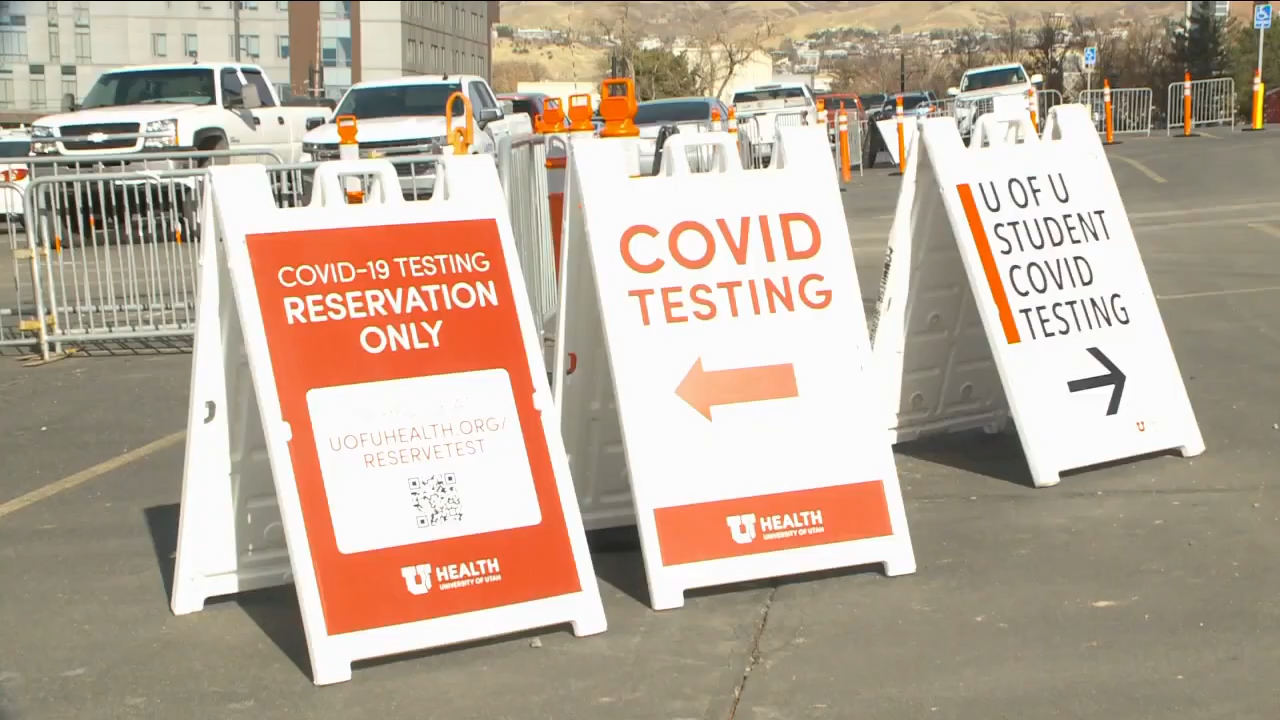 COVID-19 TESTING
RESERVATION
ONLY
UOFUHEALTH.ORG/
RESERVETEST
U HEALTH
UNIVERSITY OF UTAH
COVID
TESTING
U HEALTH
UNIVERSITY OF UTAH
U OF U
STUDENT
COVID
TESTING
U